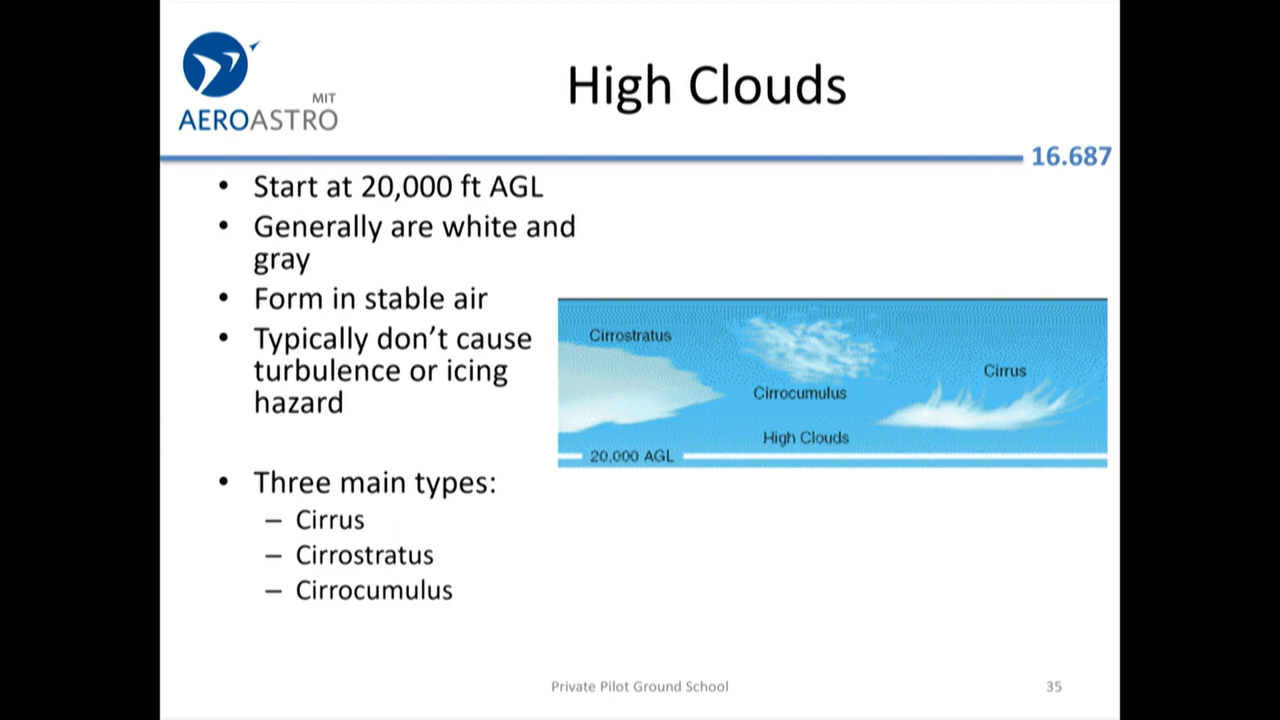 MIT
AEROASTRO
High Clouds
16.687
• Start at 20,000 ft AGL
• Generally are white and
gray
• Form in stable air
• Typically don’t cause
turbulence or icing
hazard
• Three main types:
– Cirrus
– Cirrostratus
– Cirrocumulus
Cirrostratus
Cirrus
Cirrocumulus
High Clouds
20.000 AGL
Private Pilot Ground School
35